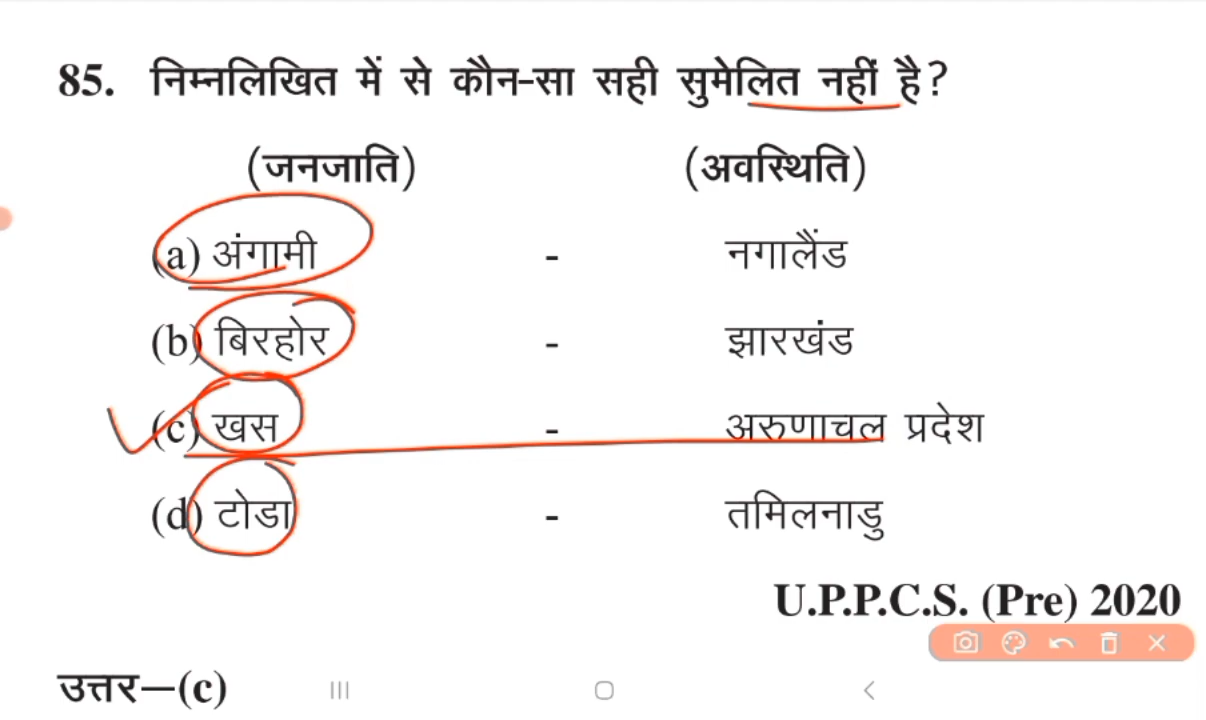 85. निम्नलिखित में से कौन-सा सही सुमेलित नहीं है?
(जनजाति) (अवस्थिति)
(a) अंगामी - नगालैंड
(b) बिरहोर - झारखंड
(c) खस - अरुणाचल प्रदेश
(d) टोडा - तमिलनाडु
U.P.P.C.S. (Pre) 2020
उत्तर—(c)